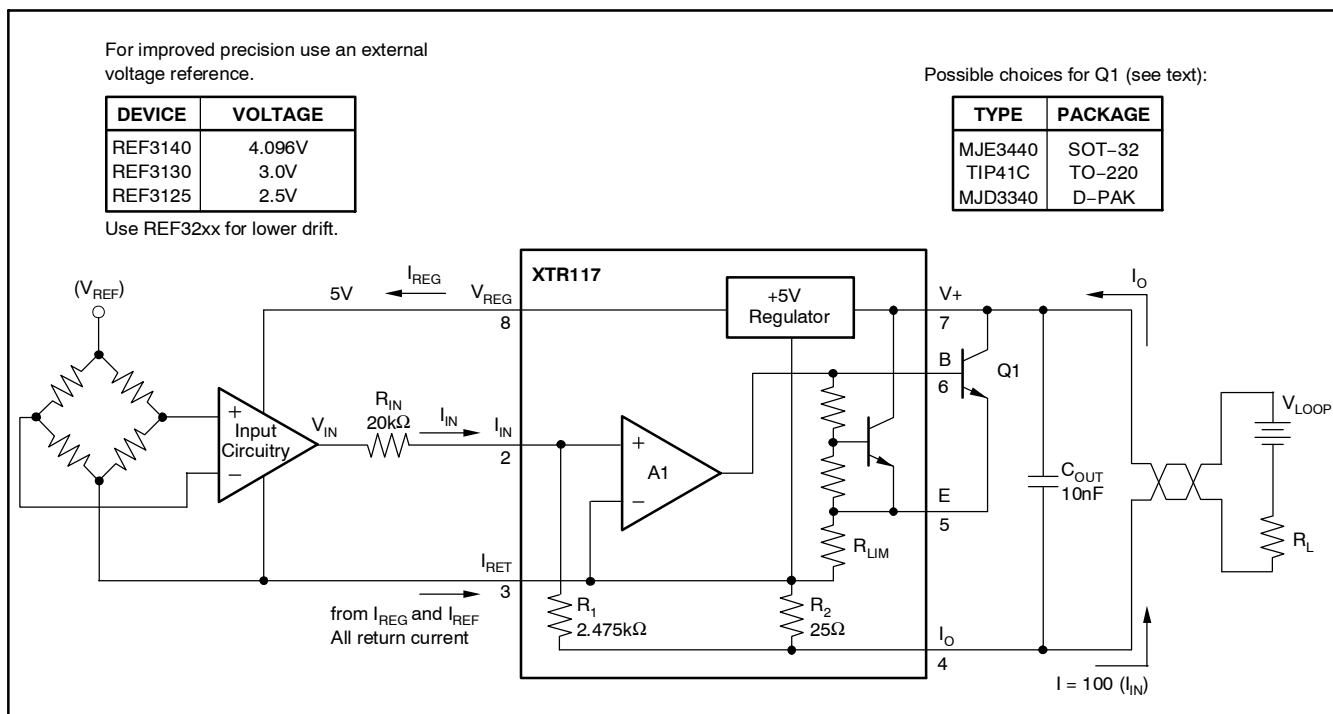 For improved precision use an external
voltage reference.
DEVICE VOLTAGE
REF3140 4.096V
REF3130 3.0V
REF3125 2.5V
Use REF32xx for lower drift.
Possible choices for Q1 (see text):
TYPE PACKAGE
MJE3440 SOT−32
TIP41C TO−220
MJD3340 D−PAK
XTR117
(VREF)
5V
IREG
VREG
8
+5V
Regulator
V+
7
IO
B
6
Q1
+
−
Input
Circuitry
VIN
RIN
20kΩ
IIN
IIN
2
+
−
A1
E
5
COUT
10nF
VLOOP
RL
RLIM
IRET
3
from IREG and IREF
All return current
R1
2.475kΩ
R2
25Ω
IO
4
I = 100 (IIN)